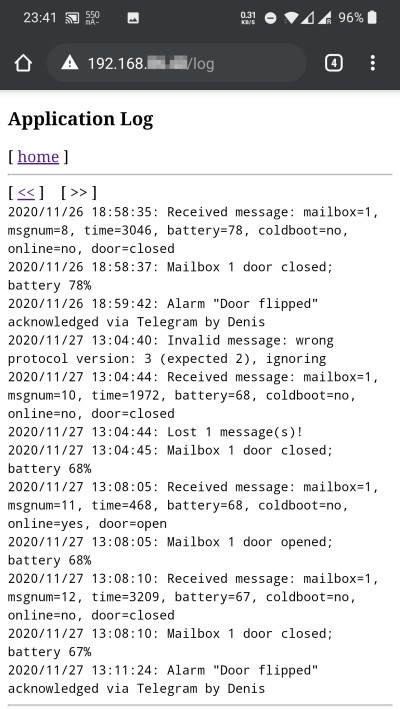 23:41 550 mA~ 0.31 KB/S R 96%
192.168. /log 4
Application Log
[ home ]
[ << ] [ >> ]
2020/11/26 18:58:35: Received message: mailbox=1,
msgnum=8, time=3046, battery=78, coldboot=no,
online=no, door=closed
2020/11/26 18:58:37: Mailbox 1 door closed;
battery 78%
2020/11/26 18:59:42: Alarm "Door flipped"
acknowledged via Telegram by Denis
2020/11/27 13:04:40: Invalid message: wrong
protocol version: 3 (expected 2), ignoring
2020/11/27 13:04:44: Received message: mailbox=1,
msgnum=10, time=1972, battery=68, coldboot=no,
online=no, door=closed
2020/11/27 13:04:44: Lost 1 message(s)!
2020/11/27 13:04:45: Mailbox 1 door closed;
battery 68%
2020/11/27 13:08:05: Received message: mailbox=1,
msgnum=11, time=468, battery=68, coldboot=no,
online=yes, door=open
2020/11/27 13:08:05: Mailbox 1 door opened;
battery 68%
2020/11/27 13:08:10: Received message: mailbox=1,
msgnum=12, time=3209, battery=67, coldboot=no,
online=no, door=closed
2020/11/27 13:08:10: Mailbox 1 door closed;
battery 67%
2020/11/27 13:11:24: Alarm "Door flipped"
acknowledged via Telegram by Denis